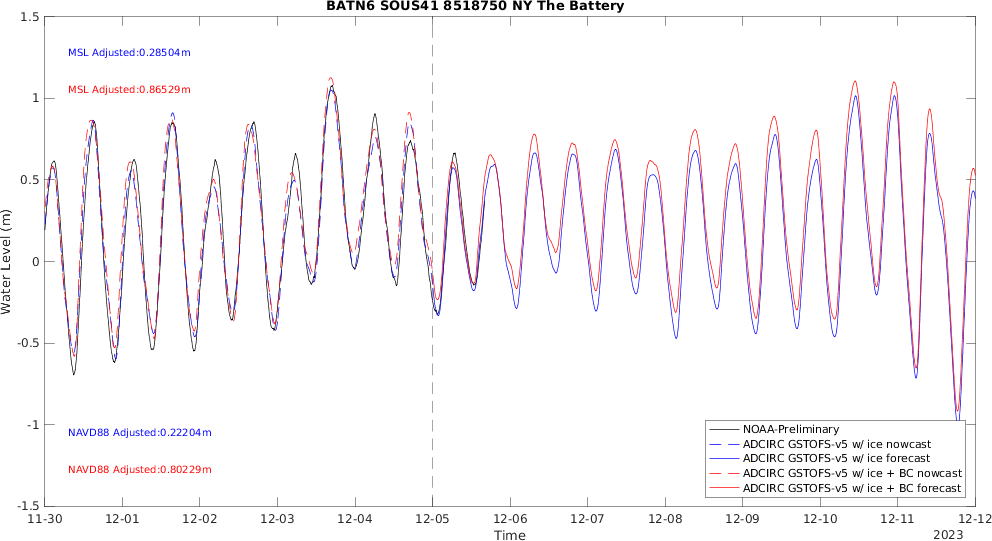 BATN6 SOUS41 8518750 NY The Battery
1.5
MSL Adjusted:0.28504m
1
MSL Adjusted:0.86529m
0.5
Water Level (m)
0
-0.5
-1
NAVD88 Adjusted:0.22204m
NOAA-Preliminary
ADCIRC GSTOFS-v5 w/ ice nowcast
ADCIRC GSTOFS-v5 w/ ice forecast
NAVD88 Adjusted:0.80229m
ADCIRC GSTOFS-v5 w/ ice + BC nowcast
ADCIRC GSTOFS-v5 w/ ice + BC forecast
-1.5
11-30 12-01 12-02 12-03 12-04 12-05 12-06 12-07 12-08 12-09 12-10 12-11 12-12
Time
2023